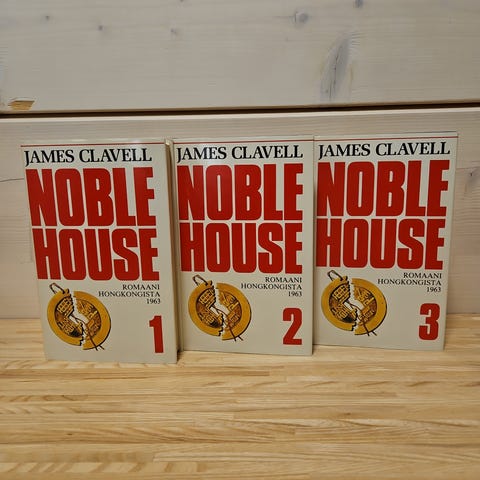 JAMES CLAVELL
NOBLE
HOUSE
ROMAANI
HONGKONGISTA
1963
1
JAMES CLAVELL
NOBLE
HOUSE
ROMAANI
HONGKONGISTA
1963
2
JAMES CLAVELL
NOBLE
HOUSE
ROMAANI
HONGKONGISTA
1963
3